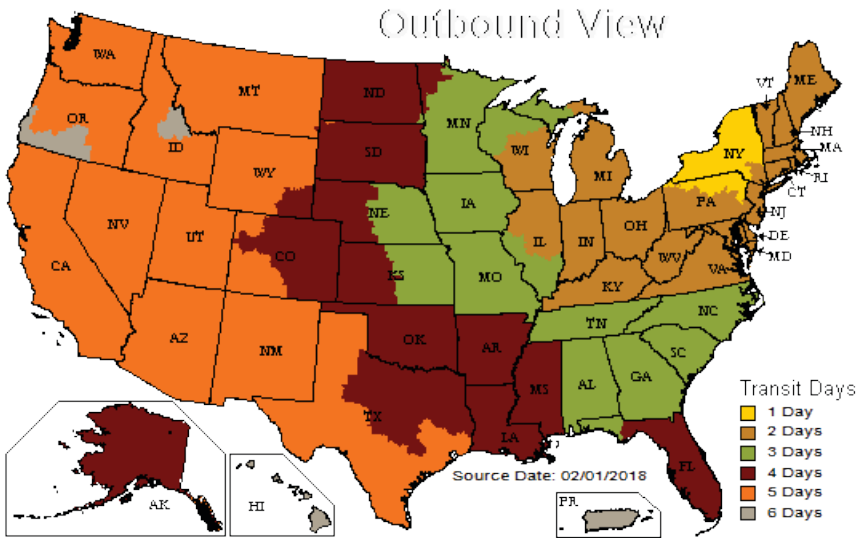 Outbound View
WA
MT
ND
MN
OR
ID
SD
WI
MI
NY
VT
ME
NH
MA
RI
CT
WY
NE
IA
PA
NJ
DE
MD
NV
UT
CO
KS
MO
IL
IN
OH
WV
VA
KY
CA
AZ
NM
OK
AR
TN
NC
SC
MS
AL
GA
TX
LA
FL
AK
HI
PR
Source Date: 02/01/2018
Transit Days
1 Day
2 Days
3 Days
4 Days
5 Days
6 Days